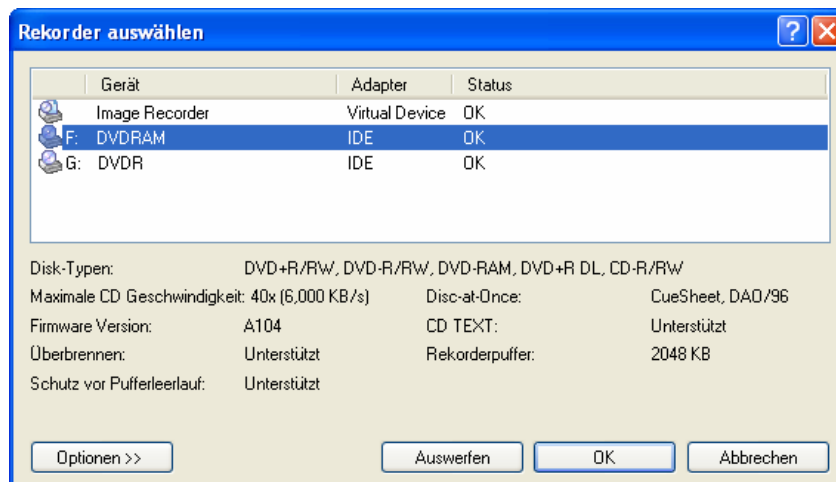 Rekorder auswählen
Gerät Adapter Status
Image Recorder Virtual Device OK
F: DVDRAM IDE OK
G: DVDR IDE OK
Disk-Typen: DVD+R/RW, DVD-R/RW, DVD-RAM, DVD+R DL, CD-R/RW
Maximale CD Geschwindigkeit: 40x (6,000 KB/s) Disc-at-Once: CueSheet, DAO/96
Firmware Version: A104 CD TEXT: Unterstützt
Überbrennen: Unterstützt Rekorderpuffer: 2048 KB
Schutz vor Pufferleerlauf: Unterstützt
Optionen >> Auswerfen OK Abbrechen